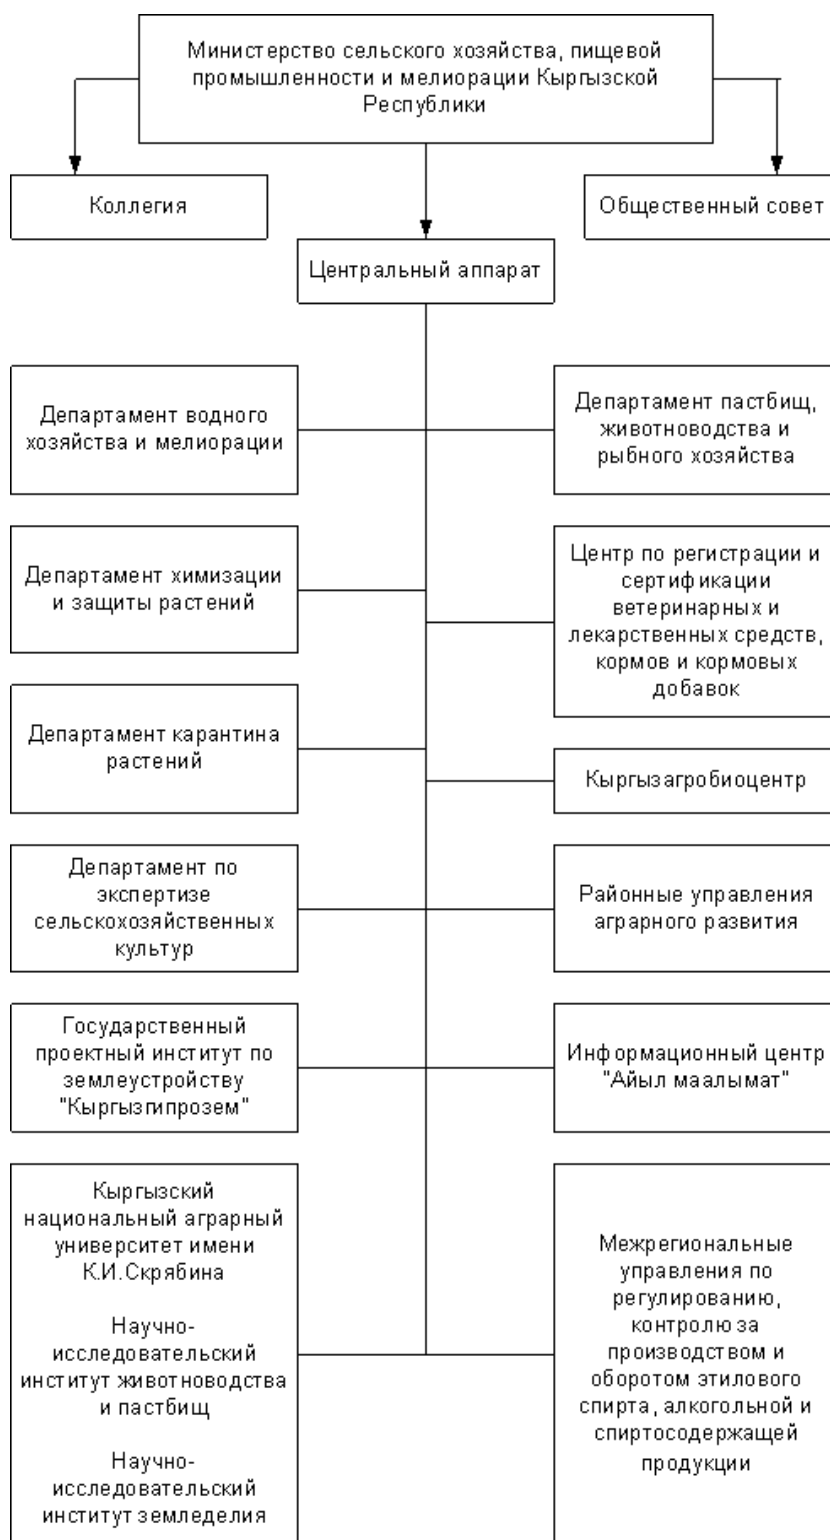 Министерство сельского хозяйства, пищевой
промышленности и мелиорации Кыргызской
Республики
Коллегия
Общественный совет
Центральный аппарат
Департамент водного
хозяйства и мелиорации
Департамент пастбищ,
животноводства и
рыбного хозяйства
Департамент химизации
и защиты растений
Центр по регистрации и
сертификации
ветеринарных и
лекарственных средств,
кормов и кормовых
добавок
Департамент карантина
растений
Кыргызагробиоцентр
Департамент по
экспертизе
сельскохозяйственных
культур
Районные управления
аграрного развития
Государственный
проектный институт по
землеустройству
"Кыргызгипрозем"
Информационный центр
"Айыл маалымат"
Кыргызский
национальный аграрный
университет имени
К.И.Скрябина
Научно-
исследовательский
институт животноводства
и пастбищ
Научно-
исследовательский
институт земледелия
Межрегиональные
управления по
регулированию,
контролю за
производством и
оборотом этилового
спирта, алкогольной и
спиртосодержащей
продукции